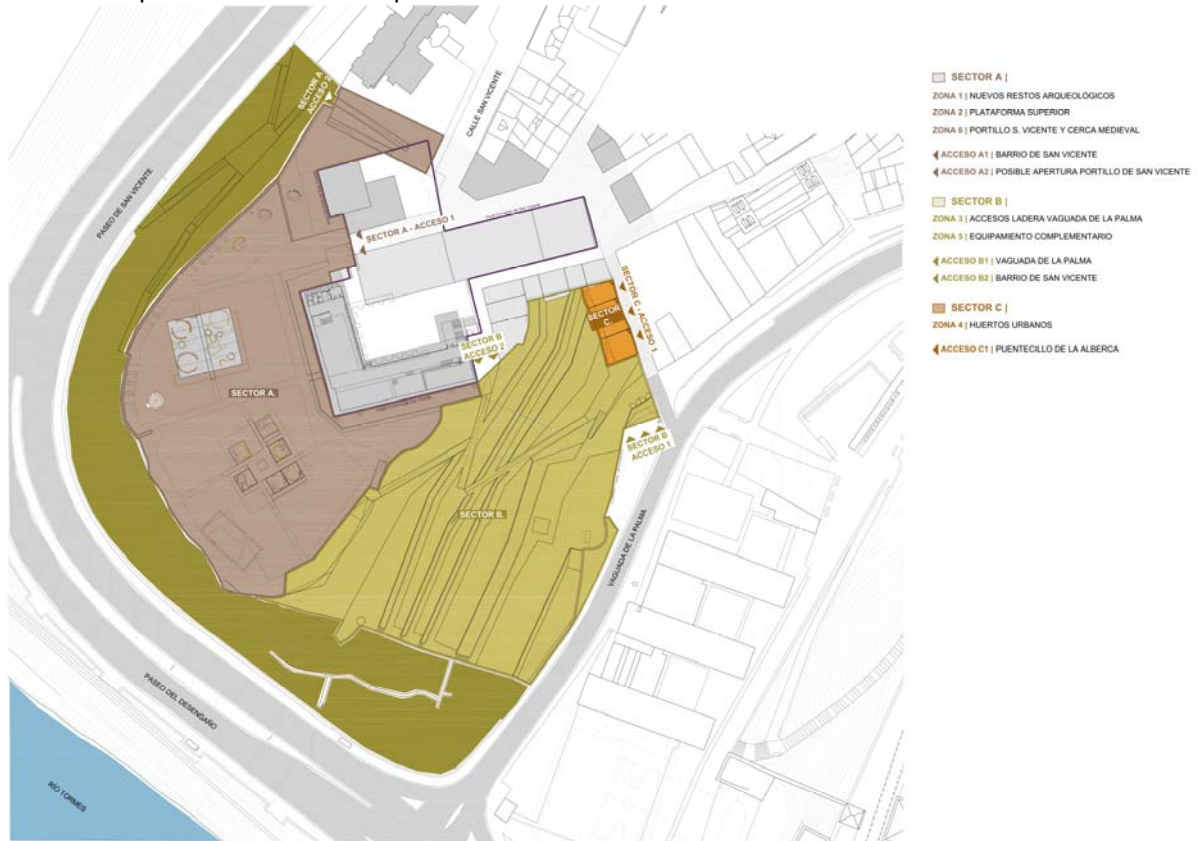 SECTOR A
ACCESO 2
CALLE SAN VICENTE
PASEO DE SAN VICENTE
SECTOR A - ACCESO 1
SECTOR C - ACCESO 1
SECTOR
C.
SECTOR B
ACCESO 2
SECTOR A.
SECTOR B
ACCESO 1
SECTOR B.
VAGUADA DE LA PALMA
PASEO DEL DESENGAÑO
RÍO TORMES
SECTOR A |
ZONA 1 | NUEVOS RESTOS ARQUEOLÓGICOS
ZONA 2 | PLATAFORMA SUPERIOR
ZONA 6 | PORTILLO S. VICENTE Y CERCA MEDIEVAL
ACCESO A1 | BARRIO DE SAN VICENTE
ACCESO A2 | POSIBLE APERTURA PORTILLO DE SAN VICENTE
SECTOR B |
ZONA 3 | ACCESOS LADERA VAGUADA DE LA PALMA
ZONA 5 | EQUIPAMIENTO COMPLEMENTARIO
ACCESO B1 | VAGUADA DE LA PALMA
ACCESO B2 | BARRIO DE SAN VICENTE
SECTOR C |
ZONA 4 | HUERTOS URBANOS
ACCESO C1 | PUENTECILLO DE LA ALBERCA